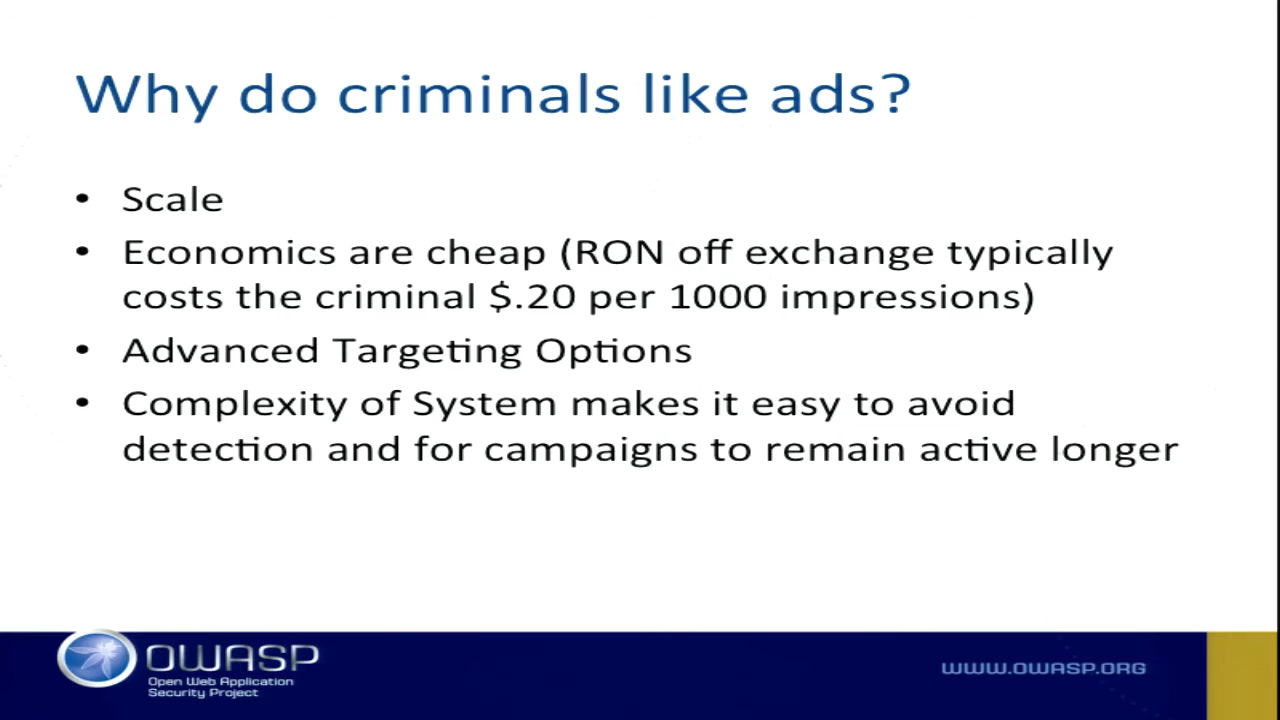 Why do criminals like ads?
• Scale
• Economics are cheap (RON off exchange typically
costs the criminal $.20 per 1000 impressions)
• Advanced Targeting Options
• Complexity of System makes it easy to avoid
detection and for campaigns to remain active longer
OWASP
Open Web Application
Security Project
WWW.OWASP.ORG